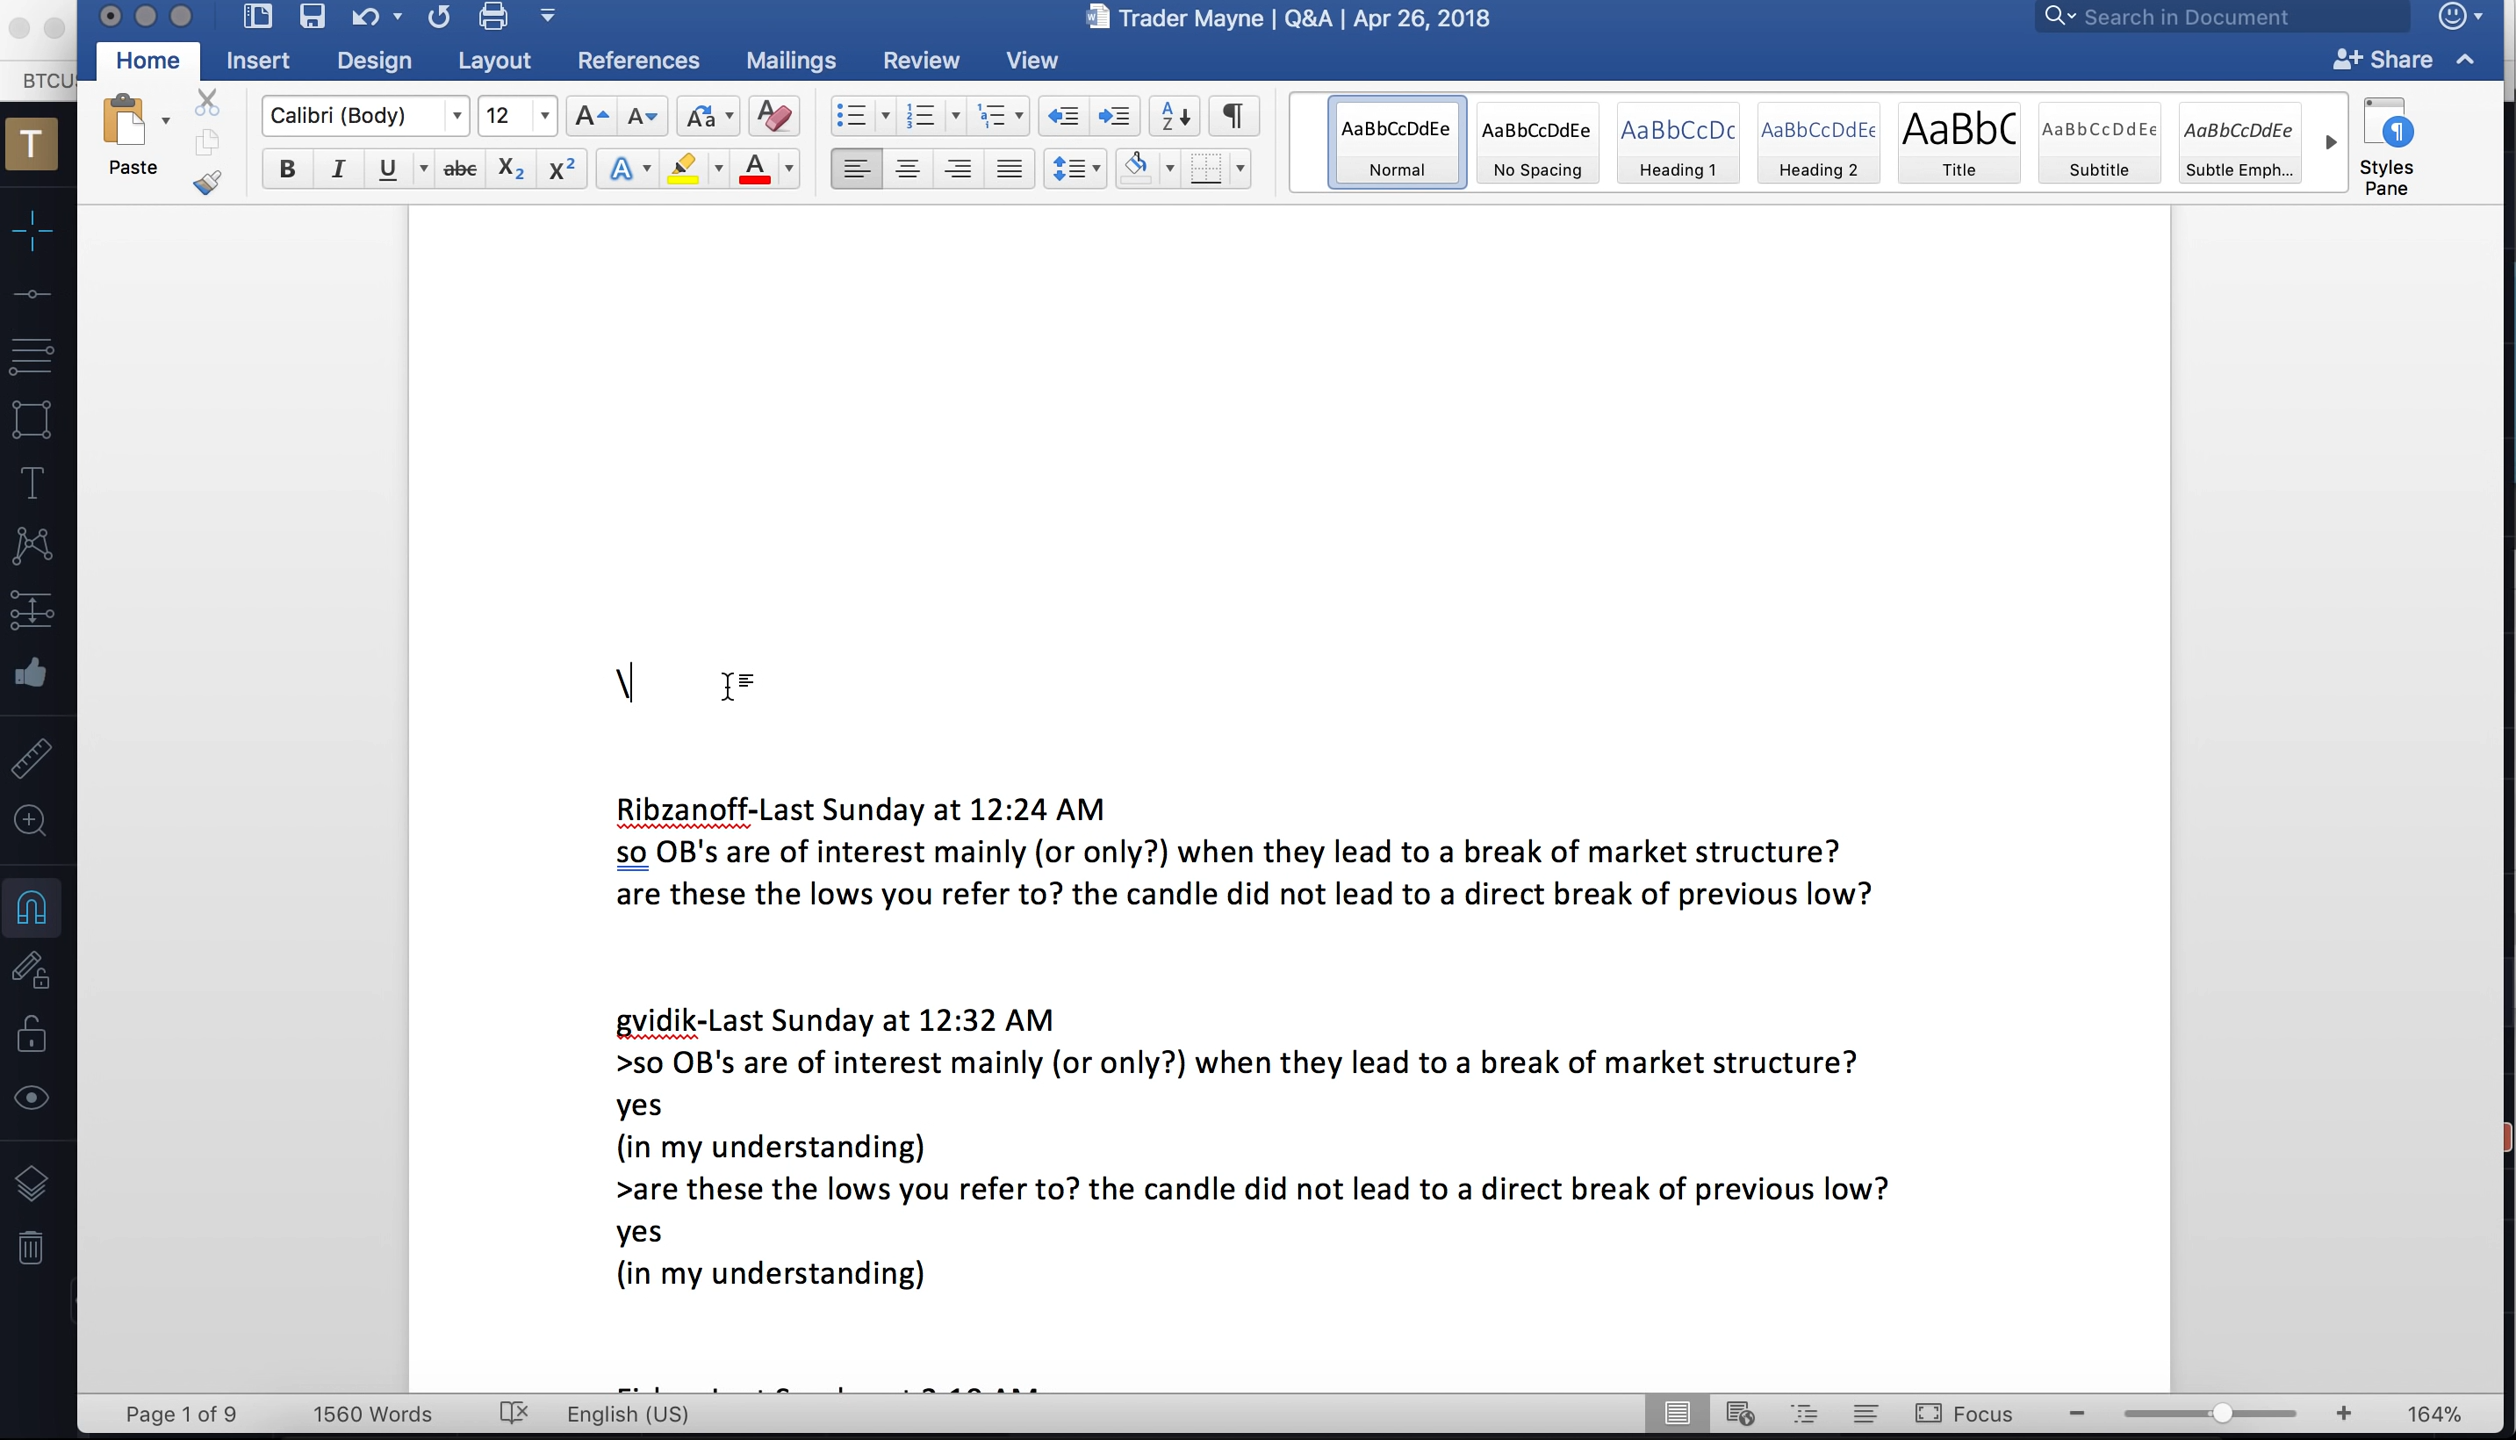 Trader Mayne | Q&A | Apr 26, 2018
Search in Document
Home Insert Design Layout References Mailings Review View
Share
BTCUS
T
Paste
Calibri (Body) 12
AaBbCcDdEe Normal
AaBbCcDdEe No Spacing
AaBbCcDc Heading 1
AaBbCcDdEe Heading 2
AaBbC Title
AaBbCcDdEe Subtitle
AaBbCcDdEe Subtle Emph...
Styles
Pane
\
Ribzanoff-Last Sunday at 12:24 AM
so OB's are of interest mainly (or only?) when they lead to a break of market structure?
are these the lows you refer to? the candle did not lead to a direct break of previous low?
gvidik-Last Sunday at 12:32 AM
>so OB's are of interest mainly (or only?) when they lead to a break of market structure?
yes
(in my understanding)
>are these the lows you refer to? the candle did not lead to a direct break of previous low?
yes
(in my understanding)
Page 1 of 9 1560 Words English (US) Focus 164%